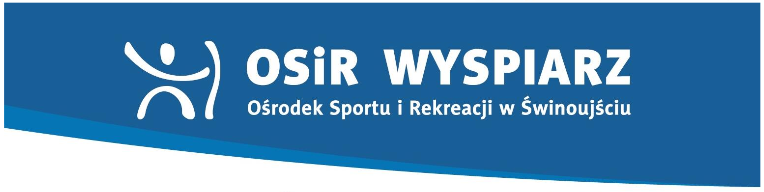 OSiR WYSPIARZ
Ośrodek Sportu i Rekreacji w Świnoujściu